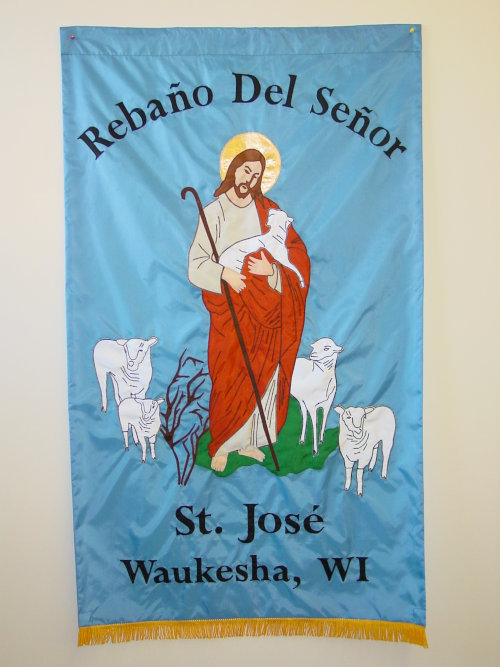 Rebaño Del Señor
St. José
Waukesha, WI